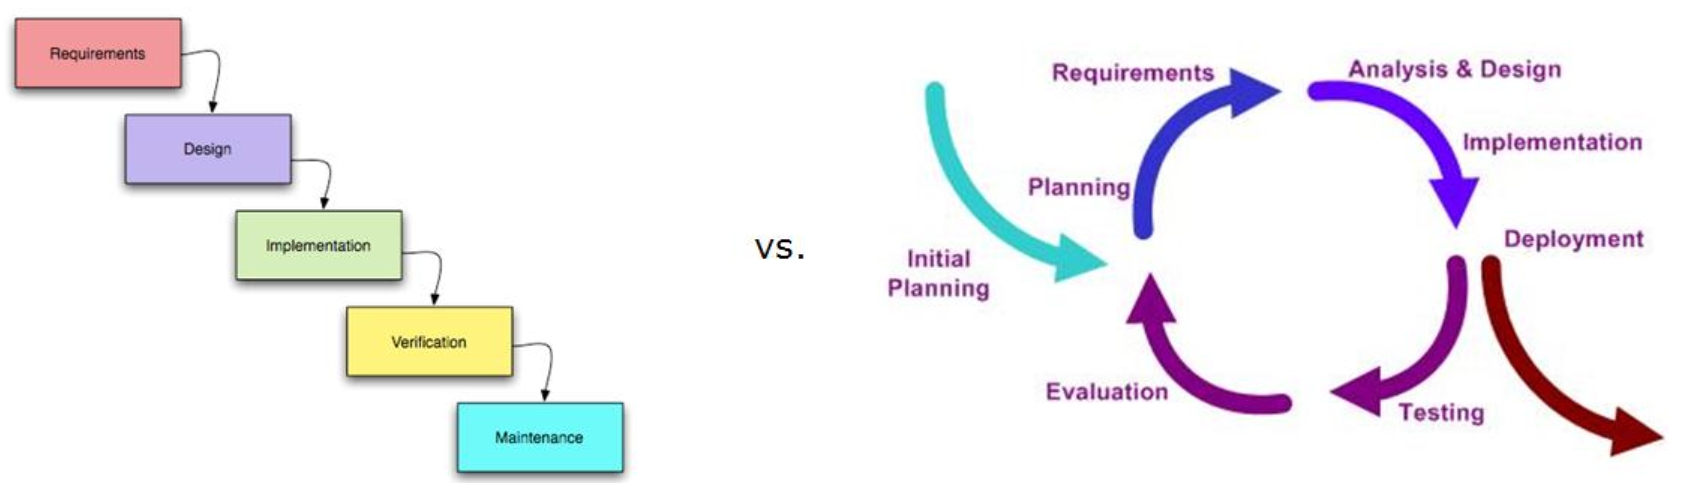 Requirements
Design
Implementation
Verification
Maintenance
vs.
Initial
Planning
Planning
Requirements
Analysis & Design
Implementation
Deployment
Testing
Evaluation